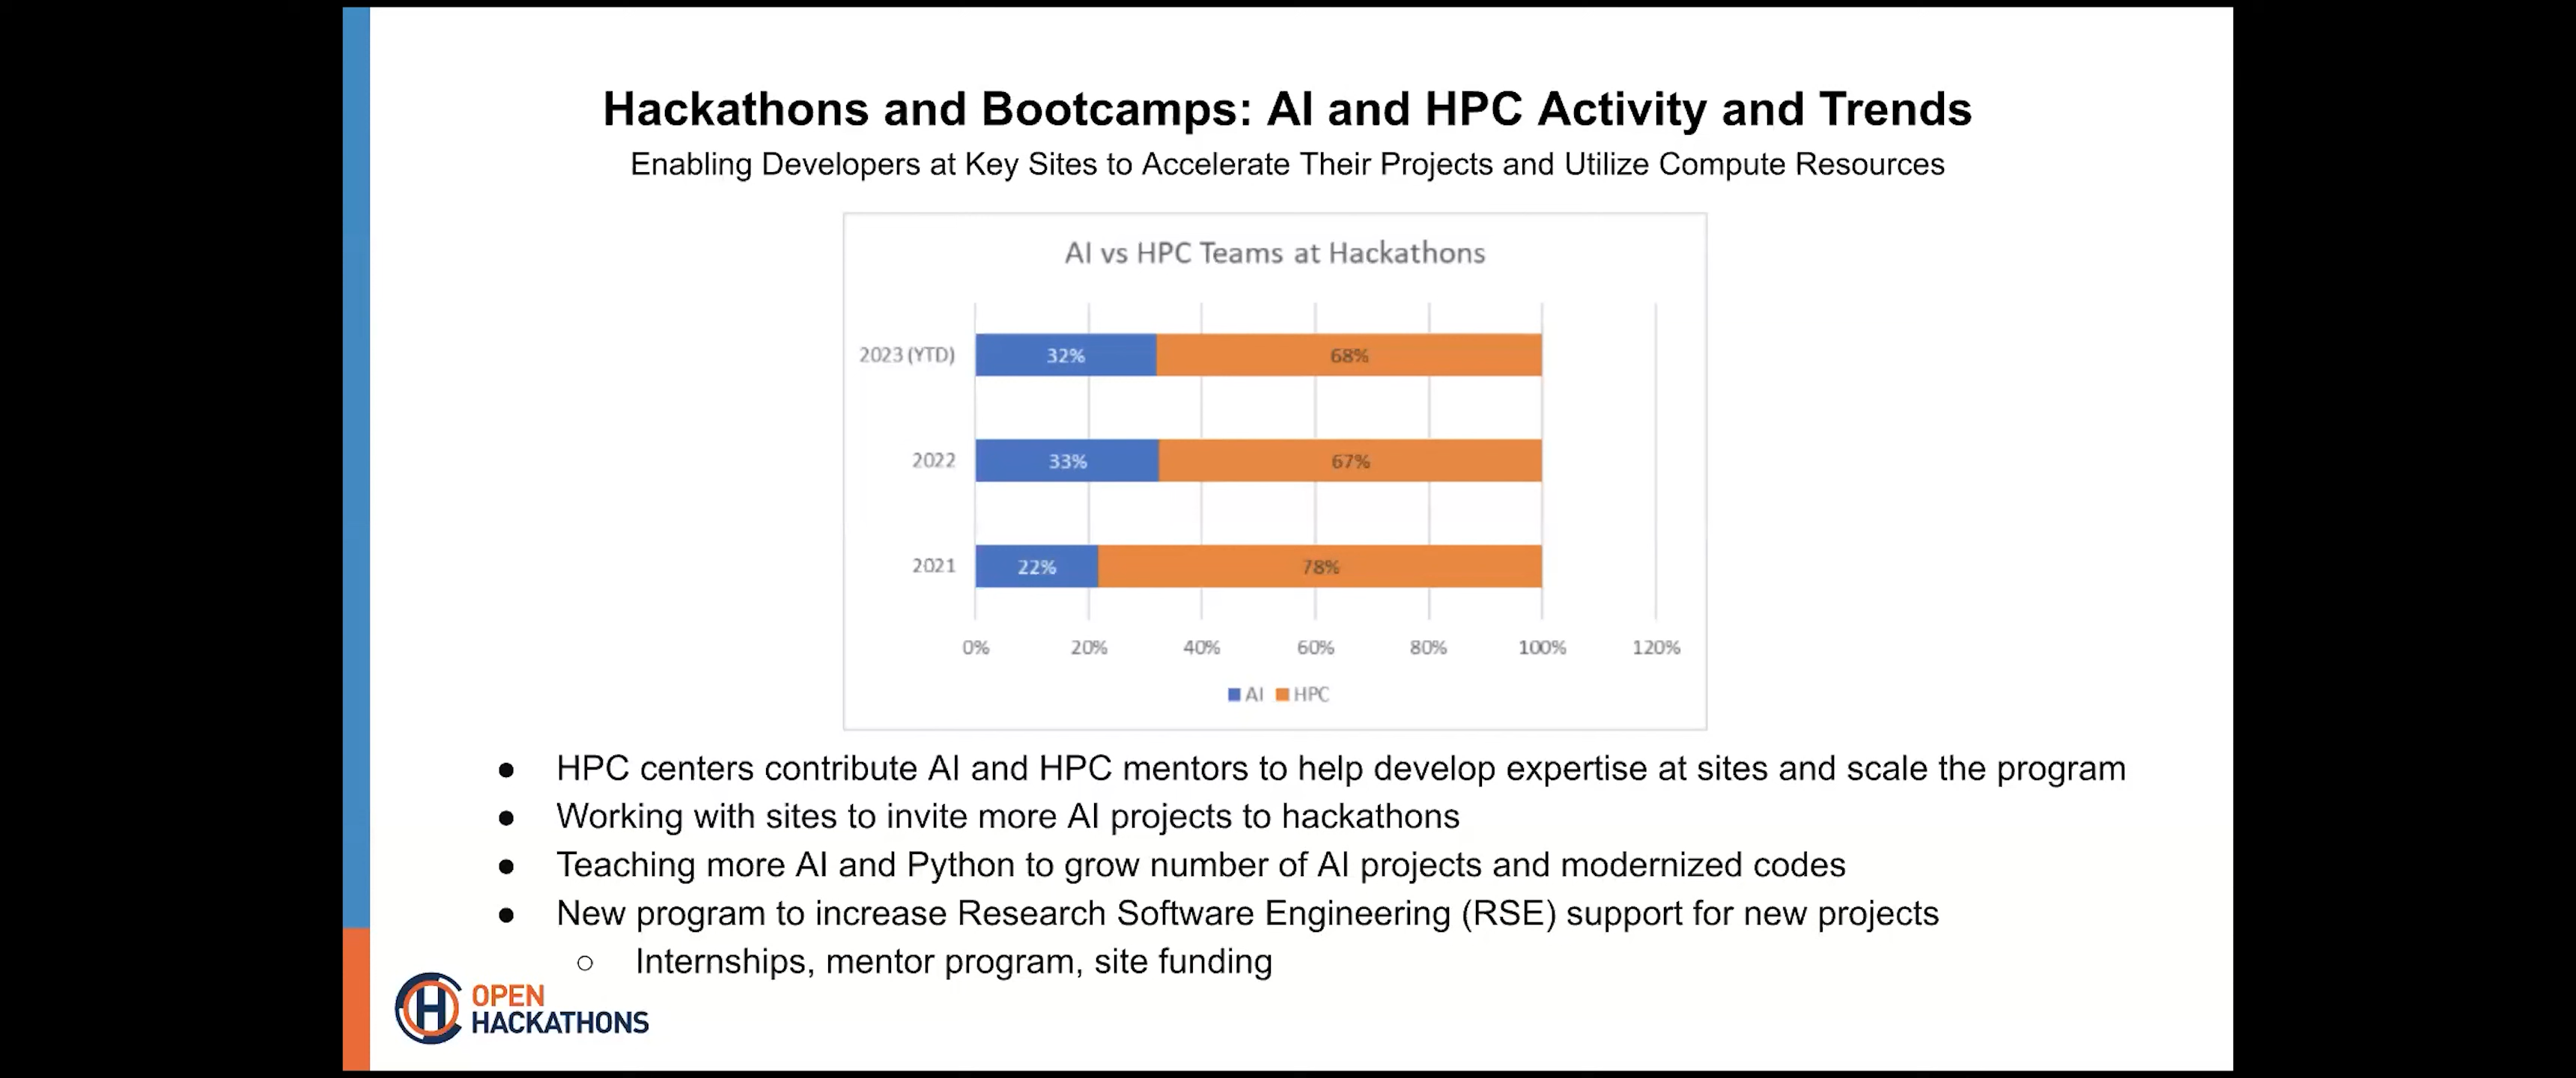 Hackathons and Bootcamps: AI and HPC Activity and Trends
Enabling Developers at Key Sites to Accelerate Their Projects and Utilize Compute Resources
AI vs HPC Teams at Hackathons
2023 (YTD) 32% 68%
2022 33% 67%
2021 22% 78%
0% 20% 40% 60% 80% 100% 120%
AI HPC
● HPC centers contribute AI and HPC mentors to help develop expertise at sites and scale the program
● Working with sites to invite more AI projects to hackathons
● Teaching more AI and Python to grow number of AI projects and modernized codes
● New program to increase Research Software Engineering (RSE) support for new projects
○ Internships, mentor program, site funding
H OPEN
HACKATHONS